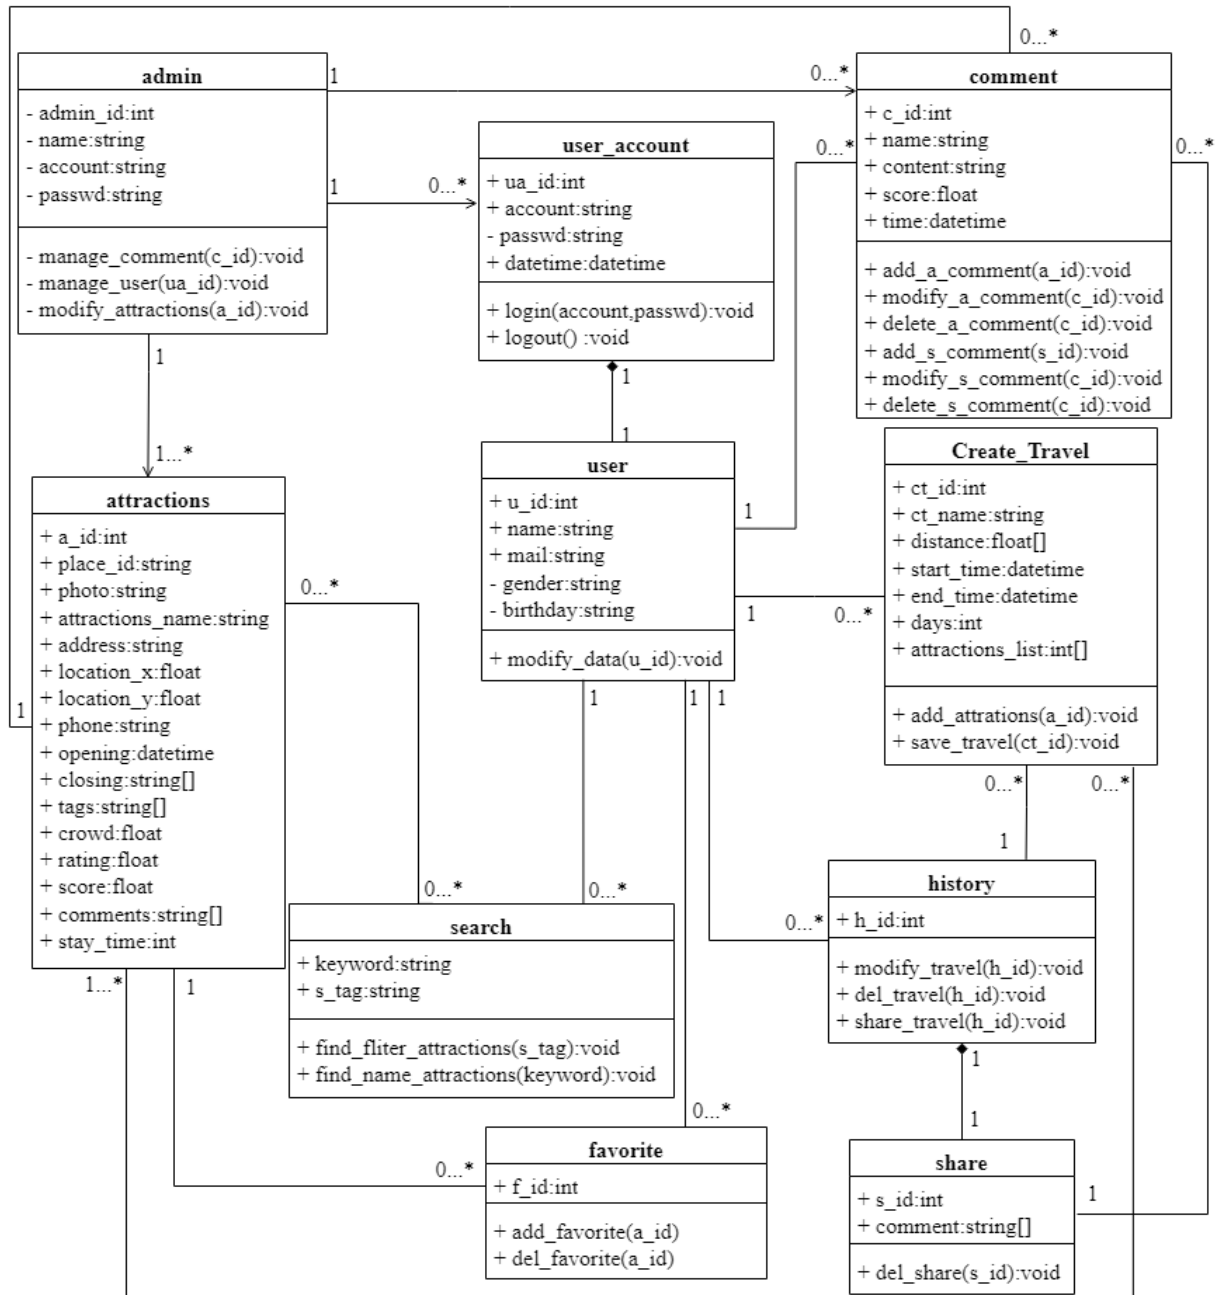 0...*
admin
- admin_id:int
- name:string
- account:string
- passwd:string
- manage_comment(c_id):void
- manage_user(ua_id):void
- modify_attractions(a_id):void
1
0...*
1
0...*
1
1...*
user_account
+ ua_id:int
+ account:string
- passwd:string
+ datetime:datetime
+ login(account,passwd):void
+ logout() :void
1
1
comment
+ c_id:int
+ name:string
+ content:string
+ score:float
+ time:datetime
+ add_a_comment(a_id):void
+ modify_a_comment(c_id):void
+ delete_a_comment(c_id):void
+ add_s_comment(s_id):void
+ modify_s_comment(c_id):void
+ delete_s_comment(c_id):void
0...*
0...*
user
+ u_id:int
+ name:string
+ mail:string
- gender:string
- birthday:string
+ modify_data(u_id):void
1
1
0...*
1
1
1
Create_Travel
+ ct_id:int
+ ct_name:string
+ distance:float[]
+ start_time:datetime
+ end_time:datetime
+ days:int
+ attractions_list:int[]
+ add_attrations(a_id):void
+ save_travel(ct_id):void
0...*
0...*
1
attractions
+ a_id:int
+ place_id:string
+ photo:string
+ attractions_name:string
+ address:string
+ location_x:float
+ location_y:float
+ phone:string
+ opening:datetime
+ closing:string[]
+ tags:string[]
+ crowd:float
+ rating:float
+ score:float
+ comments:string[]
+ stay_time:int
0...*
1
1...*
1
0...*
0...*
search
+ keyword:string
+ s_tag:string
+ find_fliter_attractions(s_tag):void
+ find_name_attractions(keyword):void
0...*
history
+ h_id:int
+ modify_travel(h_id):void
+ del_travel(h_id):void
+ share_travel(h_id):void
1
1
0...*
0...*
favorite
+ f_id:int
+ add_favorite(a_id)
+ del_favorite(a_id)
share
+ s_id:int
+ comment:string[]
+ del_share(s_id):void
1